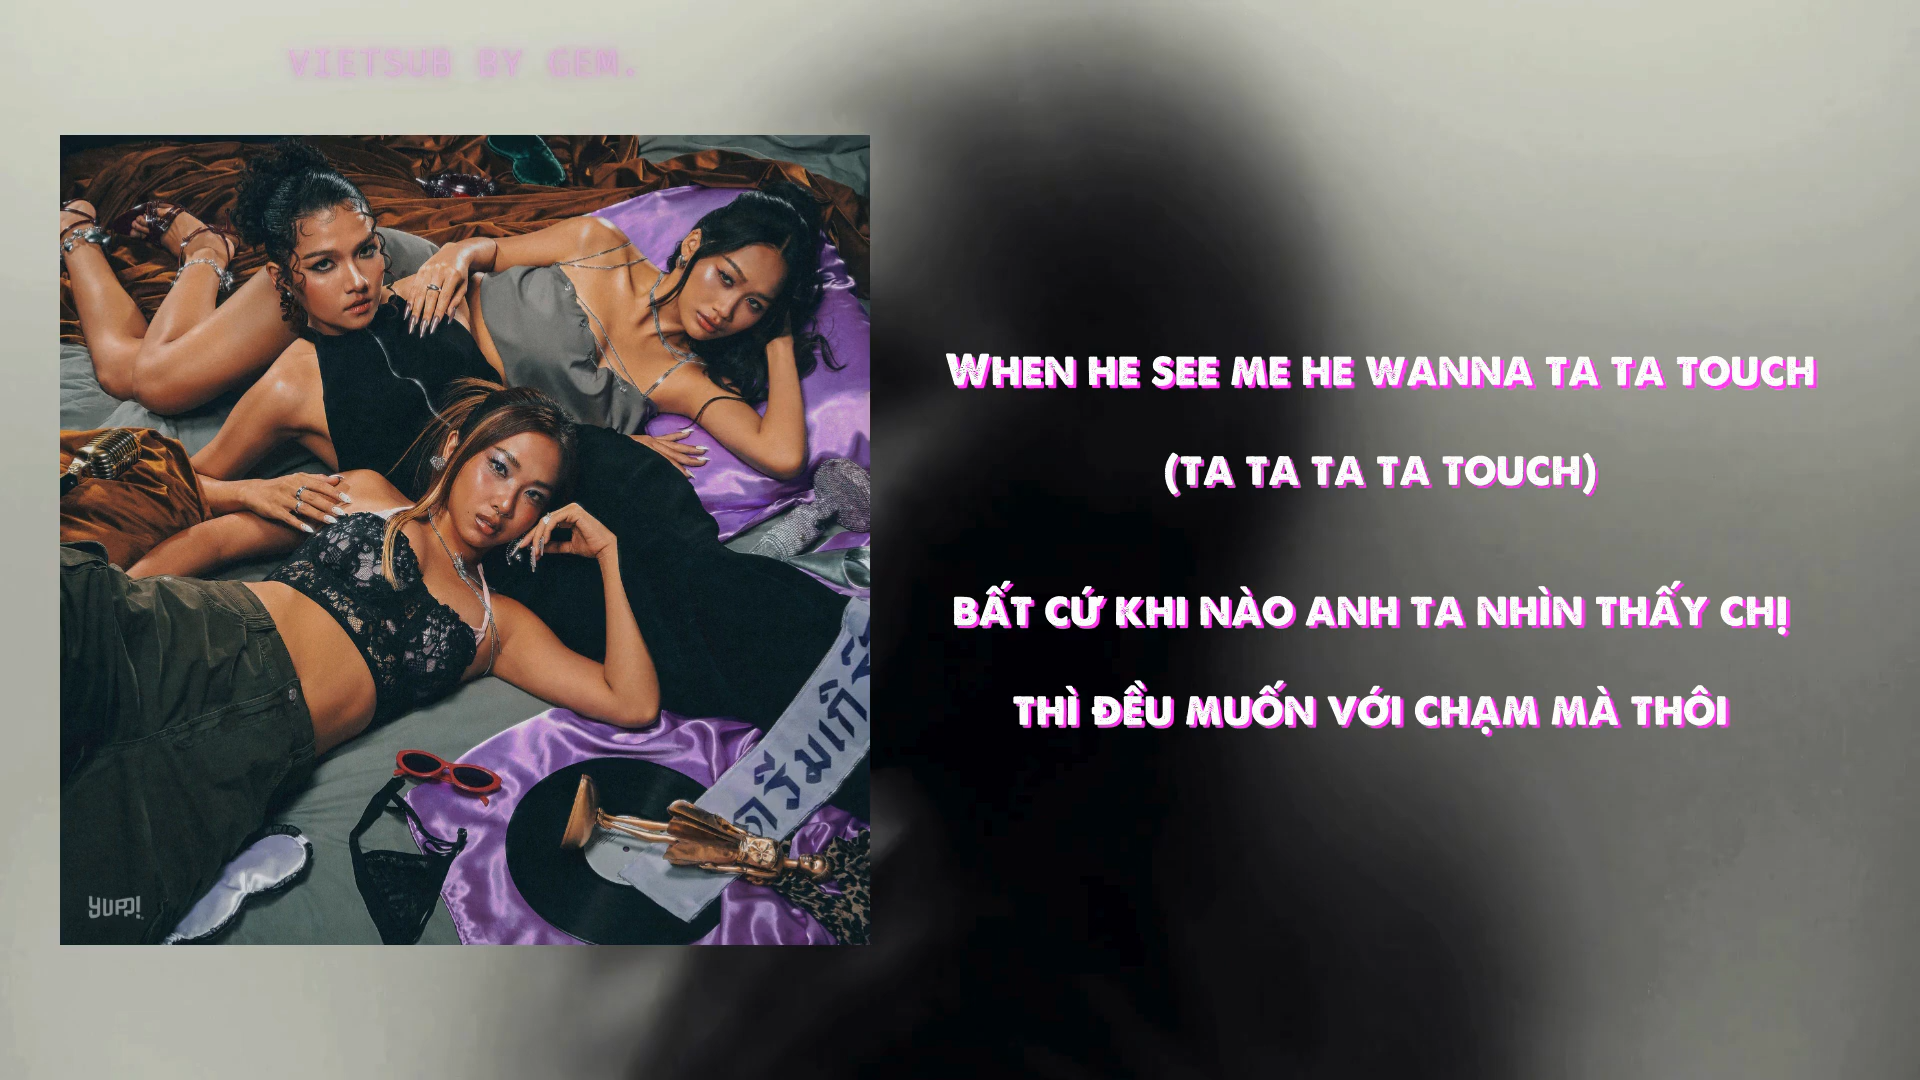 VIETSUB BY GEM.
WHEN HE SEE ME HE WANNA TA TA TOUCH
(TA TA TA TA TOUCH)
BẤT CỨ KHI NÀO ANH TA NHÌN THẤY CHỊ
THÌ ĐỀU MUỐN VỚI CHẠM MÀ THÔI
YUPP!